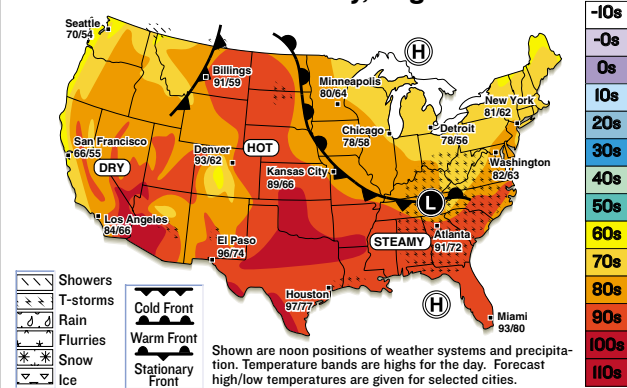 Seattle
70/54
H
-10s
-0s
0s
10s
20s
30s
40s
50s
60s
70s
80s
90s
100s
110s
Billings
91/59
Minneapolis
80/64
New York
81/62
San Francisco
66/55
Denver
93/62
HOT
Chicago
78/58
Detroit
78/56
DRY
Kansas City
89/66
Washington
82/63
L
Los Angeles
84/66
El Paso
96/74
STEAMY
Atlanta
91/72
Houston
97/77
H
Miami
93/80
Showers
T-storms
Rain
Flurries
Snow
Ice
Cold Front
Warm Front
Stationary
Front
Shown are noon positions of weather systems and precipita-
tion. Temperature bands are highs for the day. Forecast
high/low temperatures are given for selected cities.